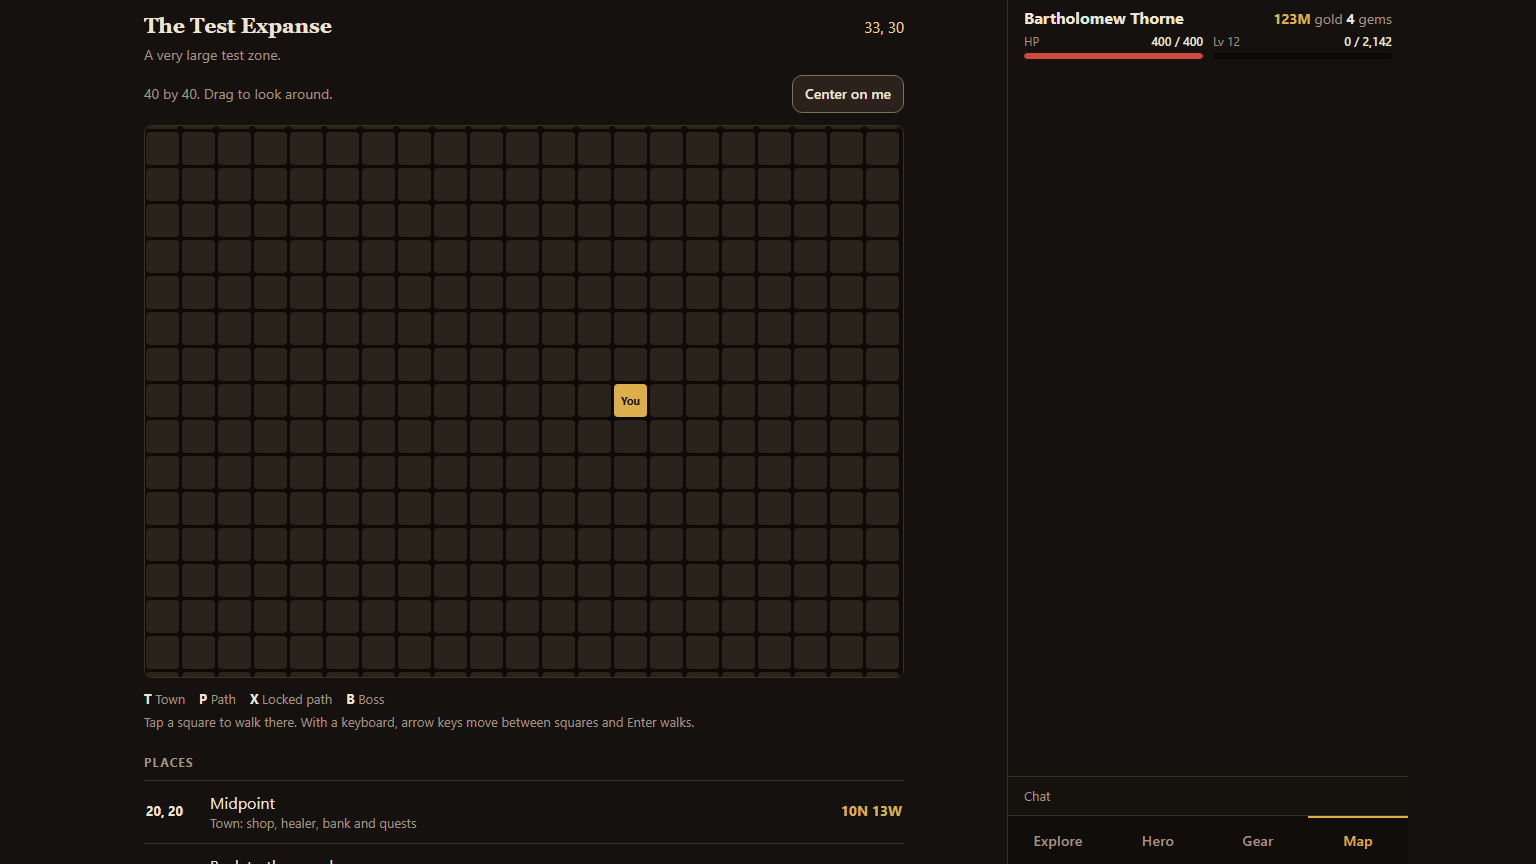 The Test Expanse
33, 30
A very large test zone.
40 by 40. Drag to look around.
Center on me
You
T Town P Path X Locked path B Boss
Tap a square to walk there. With a keyboard, arrow keys move between squares and Enter walks.
PLACES
20, 20
Midpoint
Town: shop, healer, bank and quests
10N 13W
Bartholomew Thorne
123M gold 4 gems
HP 400 / 400 Lv 12 0 / 2,142
Chat
Explore Hero Gear Map